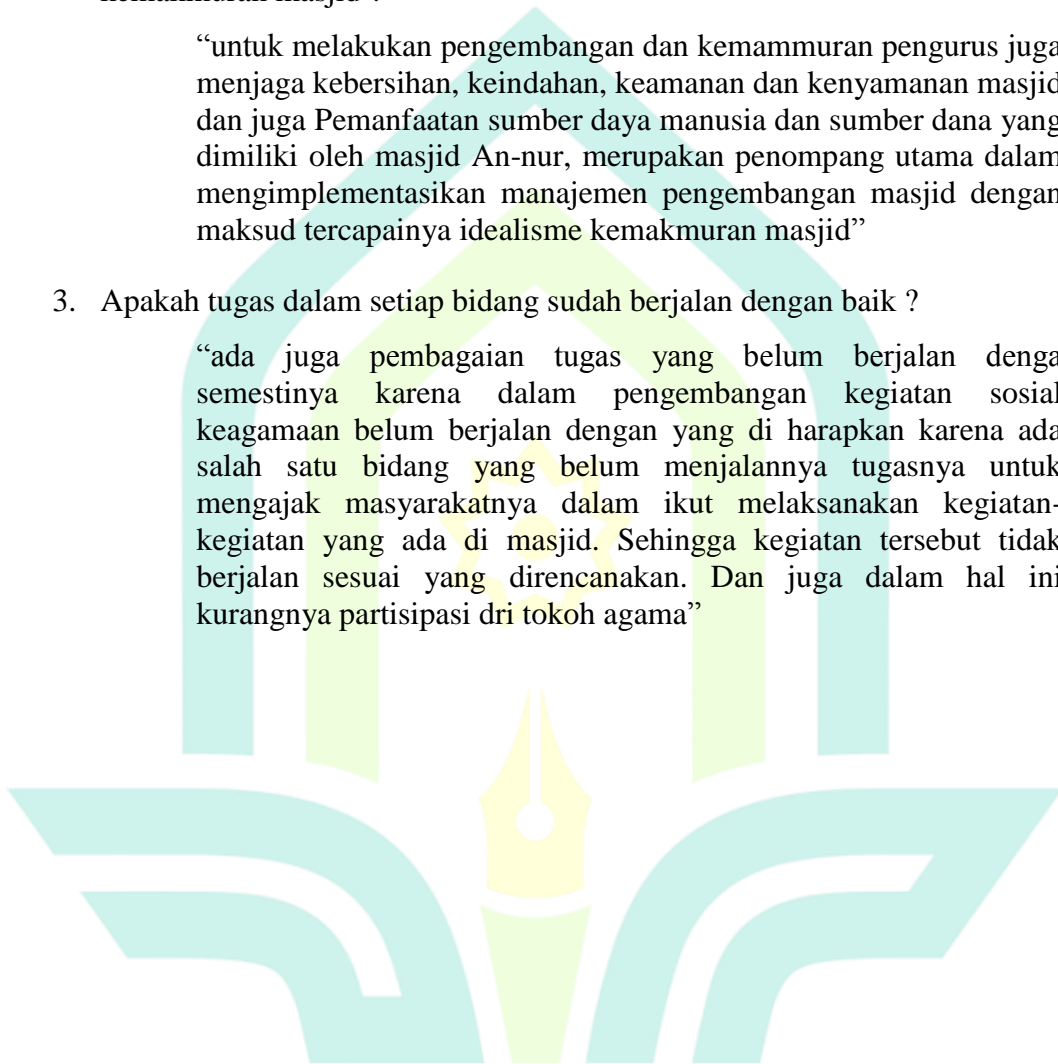 “untuk melakukan pengembangan dan kemammuran pengurus juga
menjaga kebersihan, keindahan, keamanan dan kenyamanan masjid
dan juga Pemanfaatan sumber daya manusia dan sumber dana yang
dimiliki oleh masjid An-nur, merupakan penompang utama dalam
mengimplementasikan manajemen pengembangan masjid dengan
maksud tercapainya idealisme kemakmuran masjid”
3. Apakah tugas dalam setiap bidang sudah berjalan dengan baik ?
“ada juga pembagaian tugas yang belum berjalan denga
semestinya karena dalam pengembangan kegiatan sosial
keagamaan belum berjalan dengan yang di harapkan karena ada
salah satu bidang yang belum menjalannya tugasnya untuk
mengajak masyarakatnya dalam ikut melaksanakan kegiatan-
kegiatan yang ada di masjid. Sehingga kegiatan tersebut tidak
berjalan sesuai yang direncanakan. Dan juga dalam hal ini
kurangnya partisipasi dri tokoh agama”